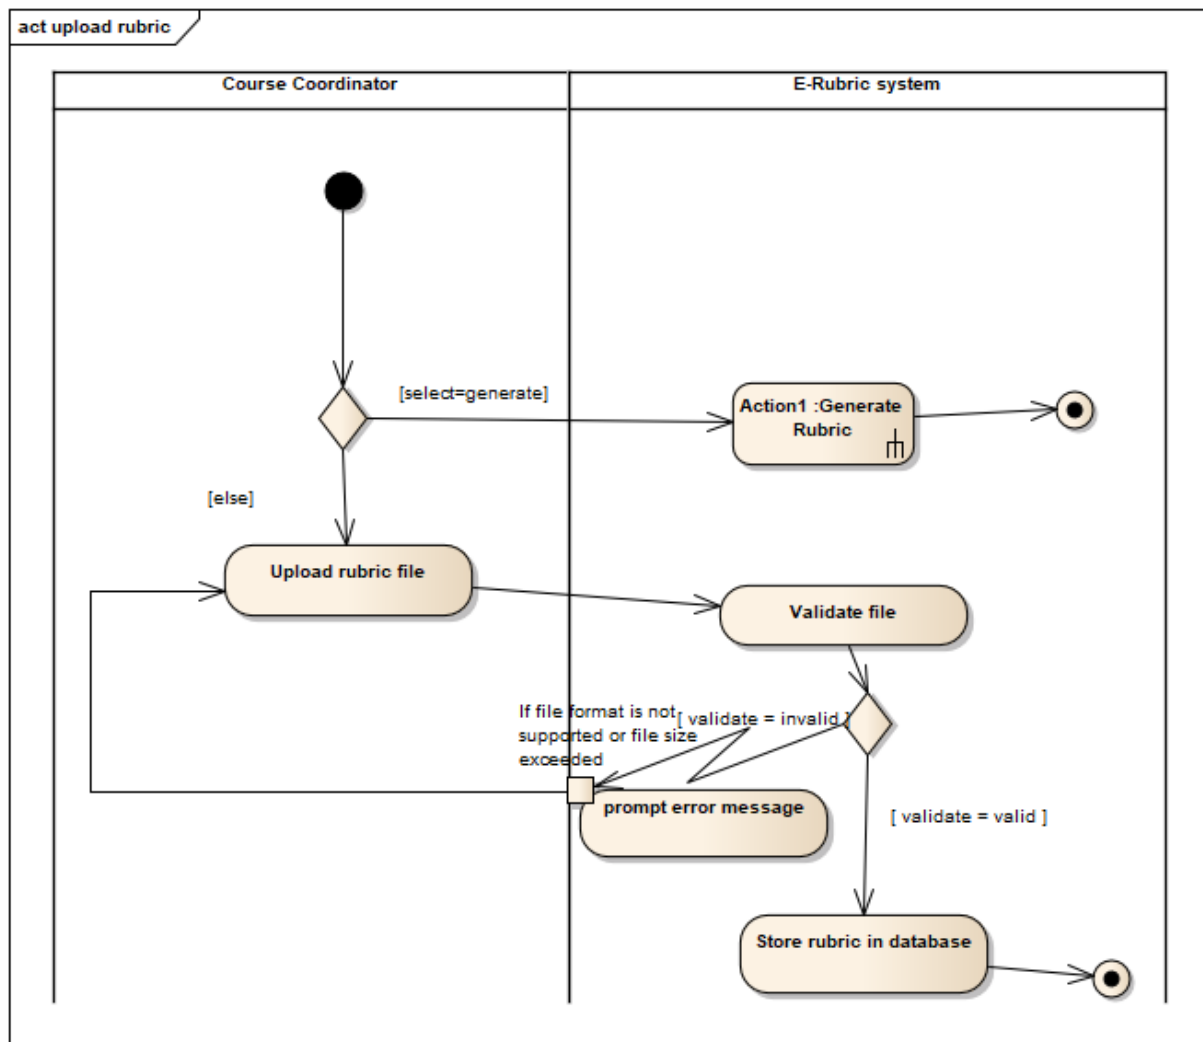 act upload rubric
Course Coordinator
E-Rubric system
[select=generate]
Action1 :Generate
Rubric
[else]
Upload rubric file
Validate file
If file format is not
supported or file size
exceeded
[ validate = invalid ]
prompt error message
[ validate = valid ]
Store rubric in database